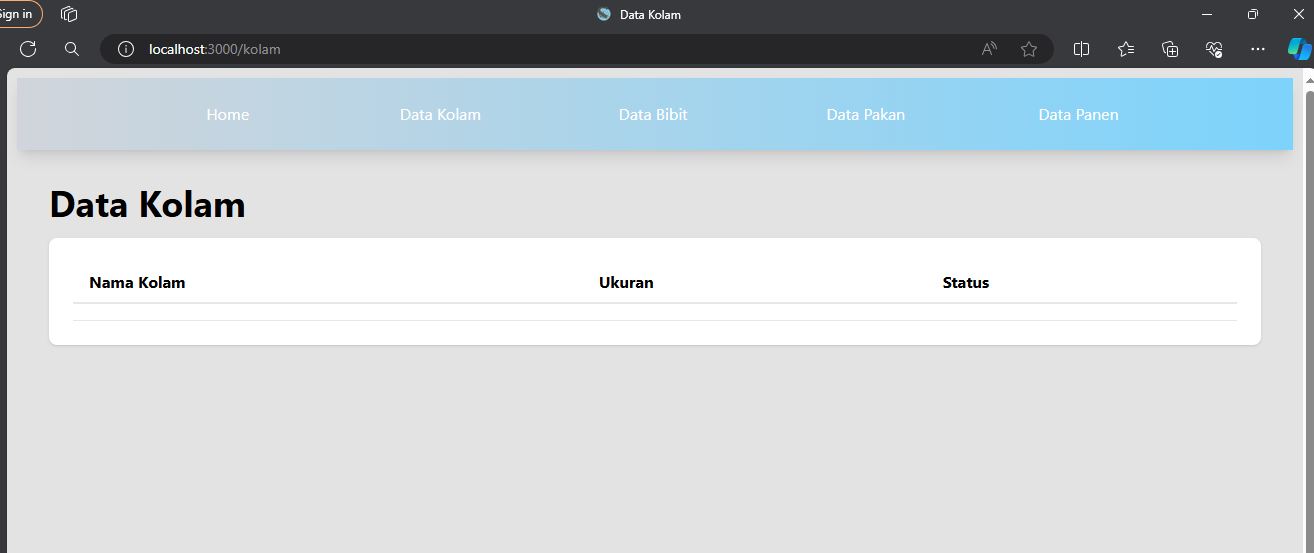 Sign in
Data Kolam
localhost:3000/kolam
Home Data Kolam Data Bibit Data Pakan Data Panen
Data Kolam
Nama Kolam Ukuran Status